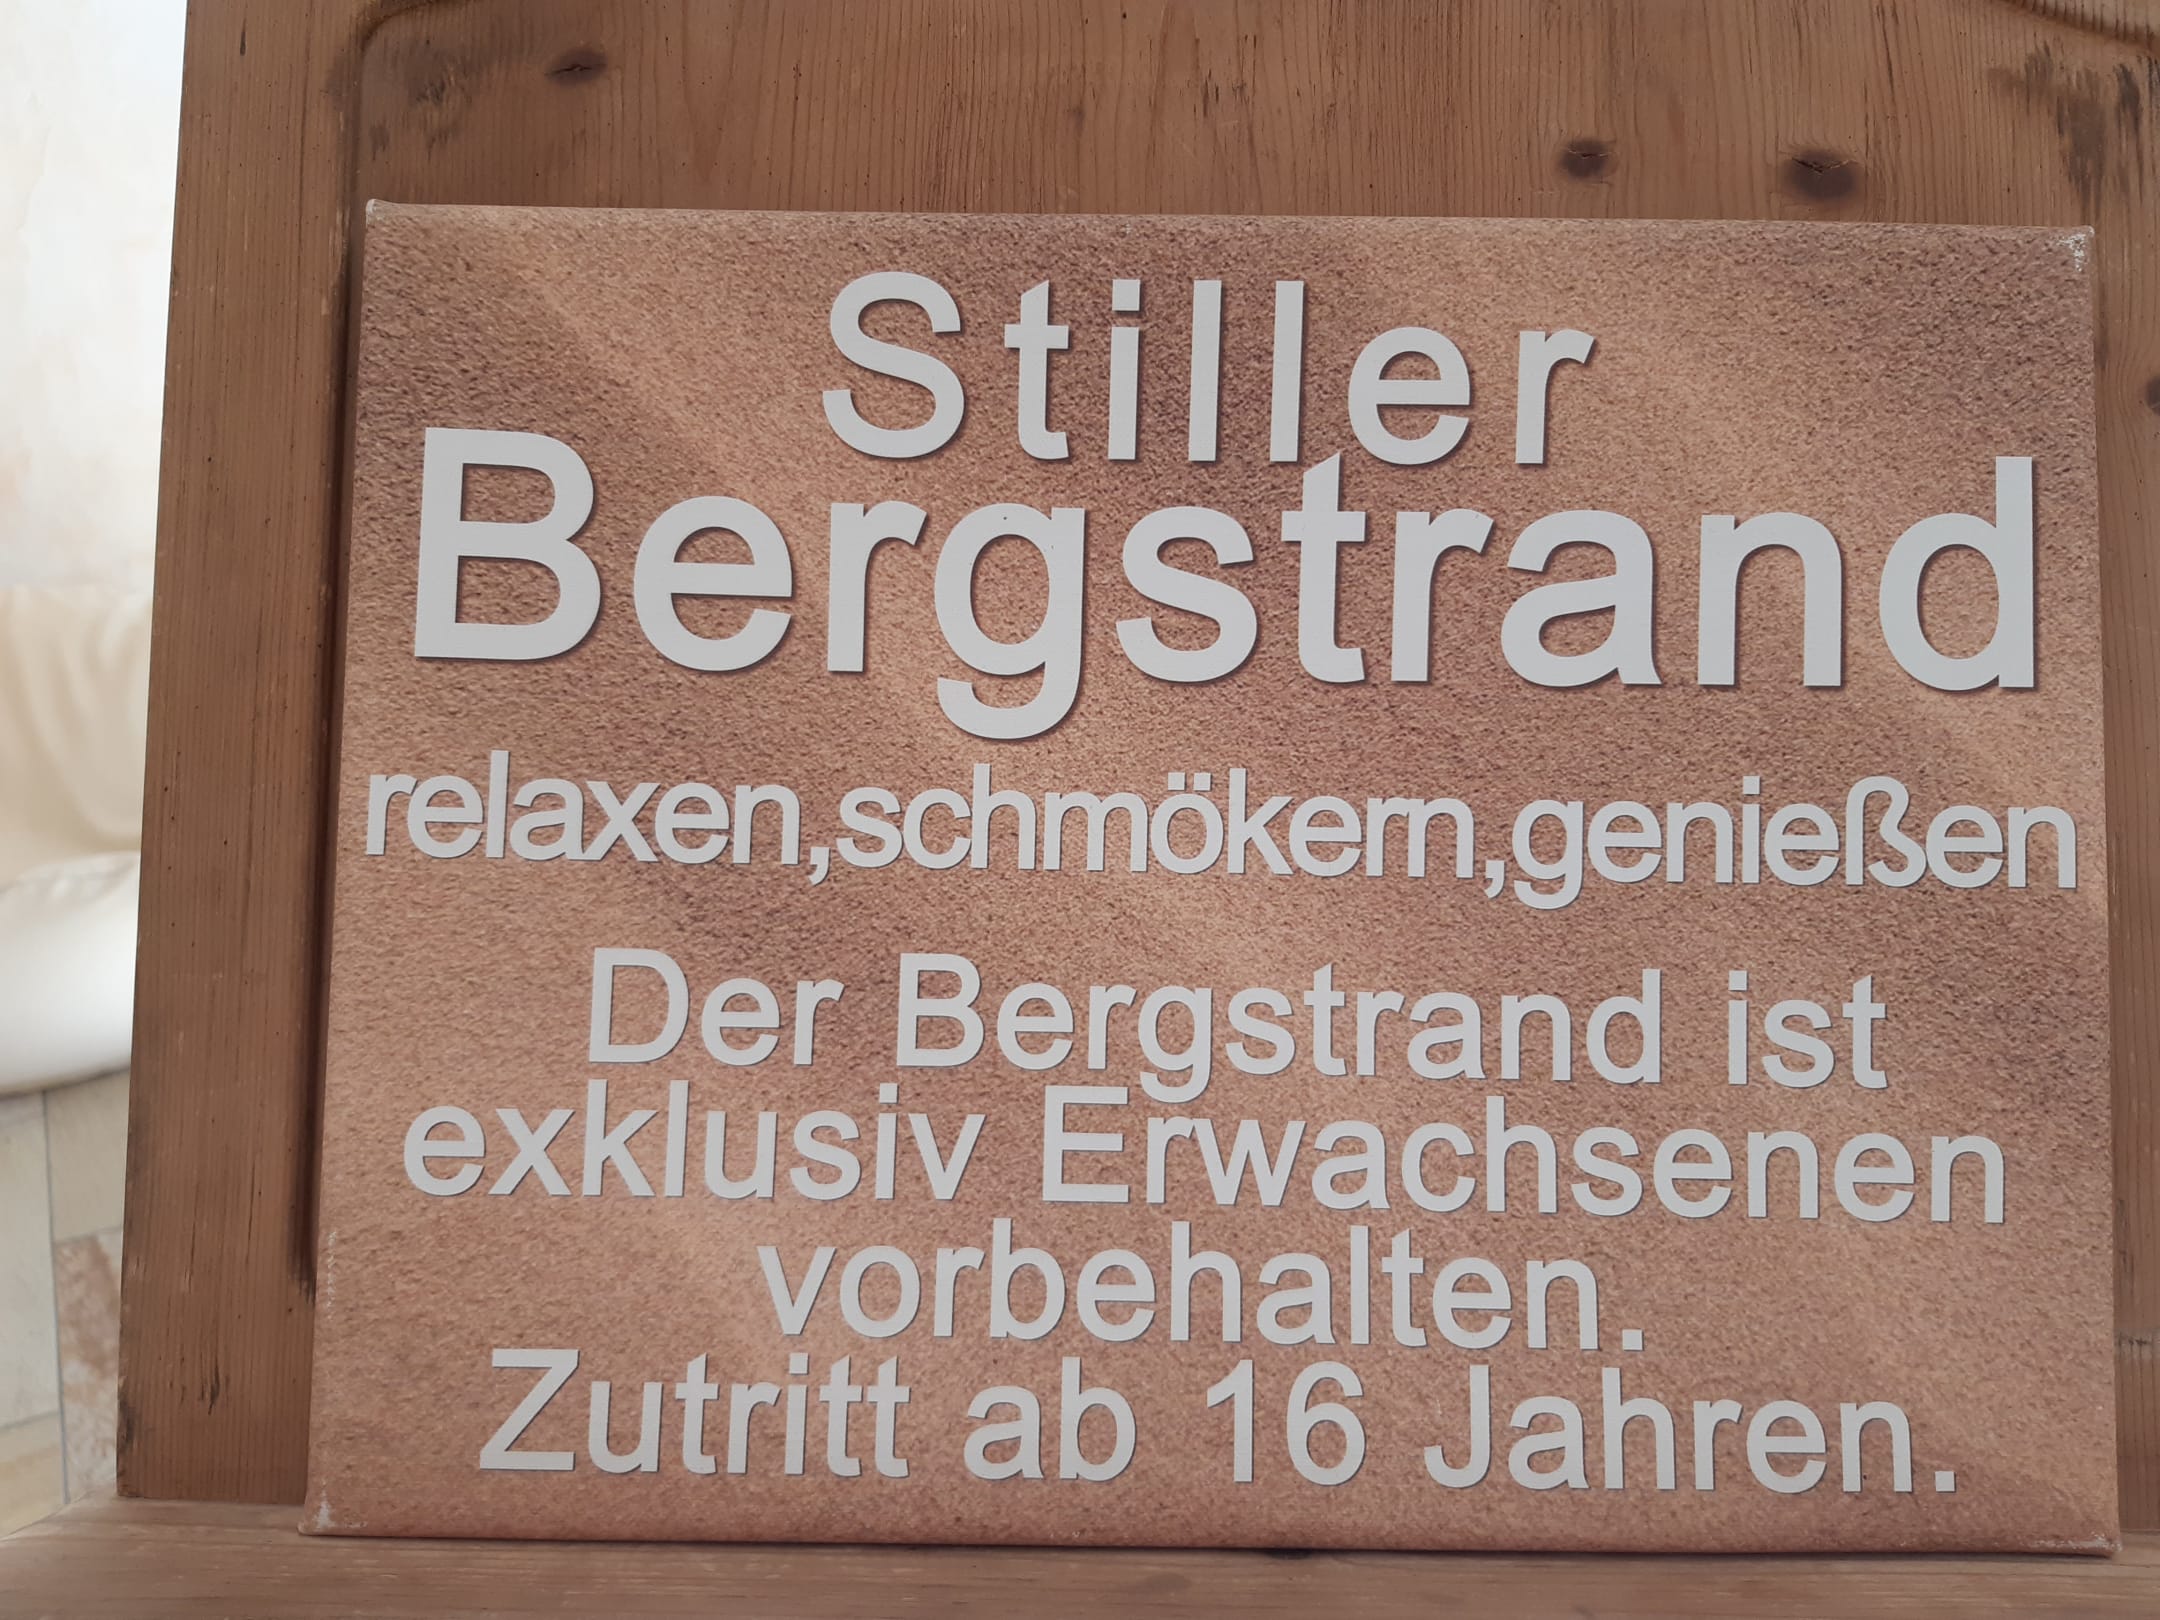 Stiller
Bergstrand
relaxen,schmökern,genießen
Der Bergstrand ist
exklusiv Erwachsenen
vorbehalten.
Zutritt ab 16 Jahren.